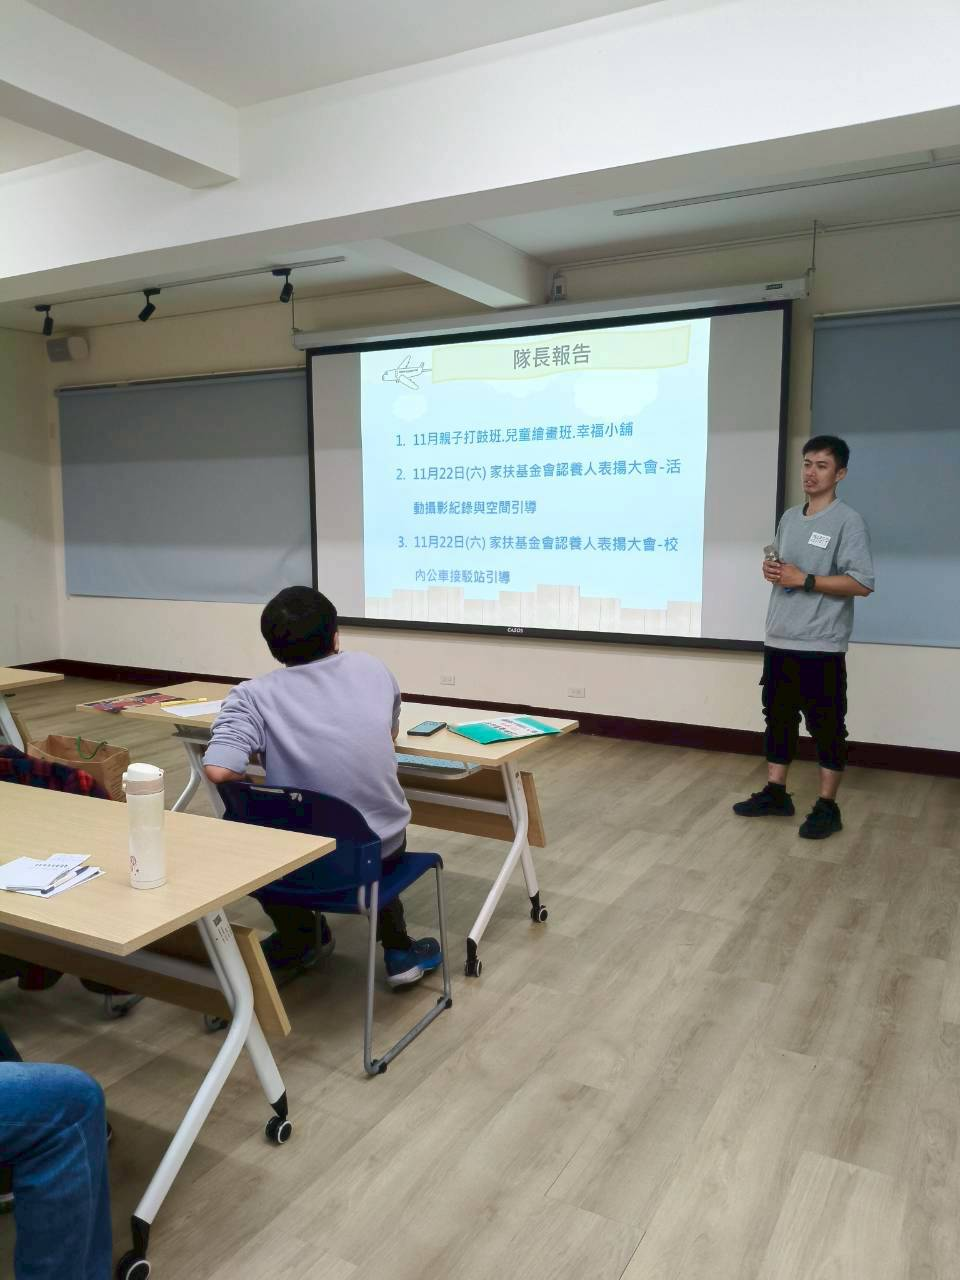 隊長報告
1. 11月親子打鼓班.兒童繪畫班.幸福小舖
2. 11月22日(六) 家扶基金會認養人表揚大會-活
動攝影紀錄與空間引導
3. 11月22日(六) 家扶基金會認養人表揚大會-校
內公車接駁站引導
CASOS